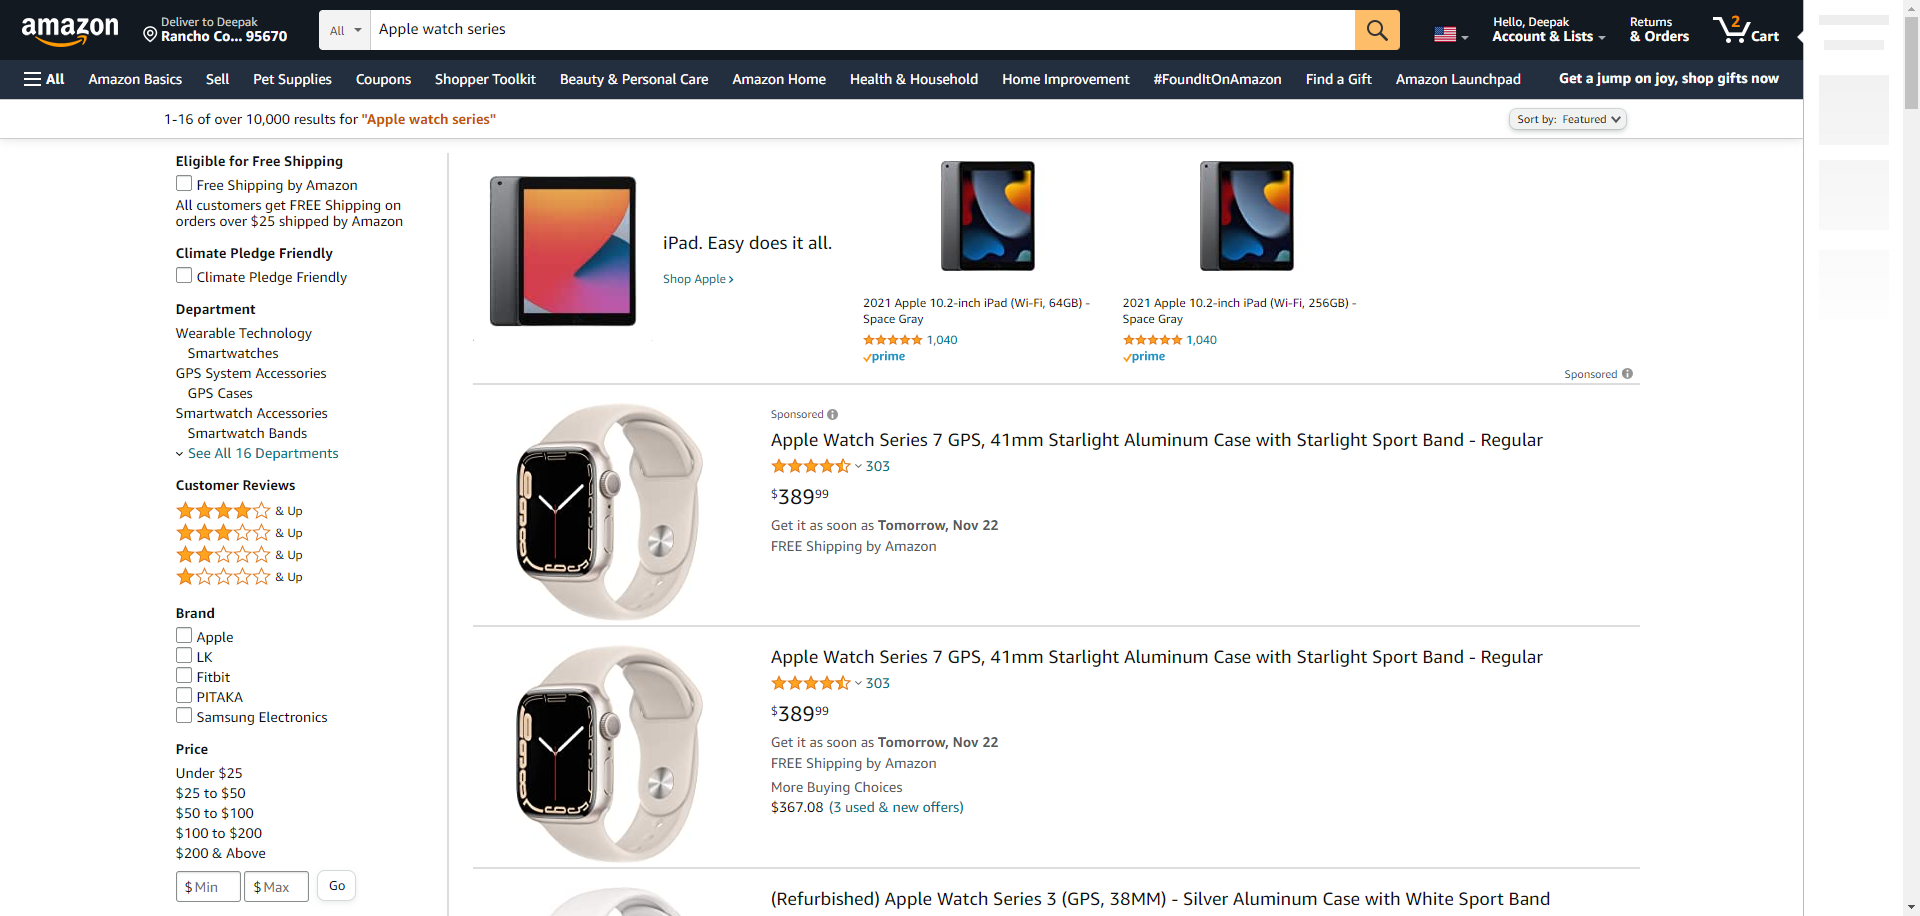 amazon
Deliver to Deepak
Rancho Co... 95670
All
Apple watch series
Hello, Deepak
Account & Lists
Returns
& Orders
2
Cart
All
Amazon Basics
Sell
Pet Supplies
Coupons
Shopper Toolkit
Beauty & Personal Care
Amazon Home
Health & Household
Home Improvement
#FoundItOnAmazon
Find a Gift
Amazon Launchpad
Get a jump on joy, shop gifts now
1-16 of over 10,000 results for "Apple watch series"
Sort by: Featured
Eligible for Free Shipping
Free Shipping by Amazon
All customers get FREE Shipping on
orders over $25 shipped by Amazon
Climate Pledge Friendly
Climate Pledge Friendly
Department
Wearable Technology
Smartwatches
GPS System Accessories
GPS Cases
Smartwatch Accessories
Smartwatch Bands
See All 16 Departments
Customer Reviews
& Up
& Up
& Up
& Up
Brand
Apple
LK
Fitbit
PITAKA
Samsung Electronics
Price
Under $25
$25 to $50
$50 to $100
$100 to $200
$200 & Above
$ Min
$ Max
Go
iPad. Easy does it all.
Shop Apple ›
2021 Apple 10.2-inch iPad (Wi-Fi, 64GB) -
Space Gray
1,040
prime
2021 Apple 10.2-inch iPad (Wi-Fi, 256GB) -
Space Gray
1,040
prime
Sponsored
Sponsored
Apple Watch Series 7 GPS, 41mm Starlight Aluminum Case with Starlight Sport Band - Regular
303
$38999
Get it as soon as Tomorrow, Nov 22
FREE Shipping by Amazon
Apple Watch Series 7 GPS, 41mm Starlight Aluminum Case with Starlight Sport Band - Regular
303
$38999
Get it as soon as Tomorrow, Nov 22
FREE Shipping by Amazon
More Buying Choices
$367.08 (3 used & new offers)
(Refurbished) Apple Watch Series 3 (GPS, 38MM) - Silver Aluminum Case with White Sport Band